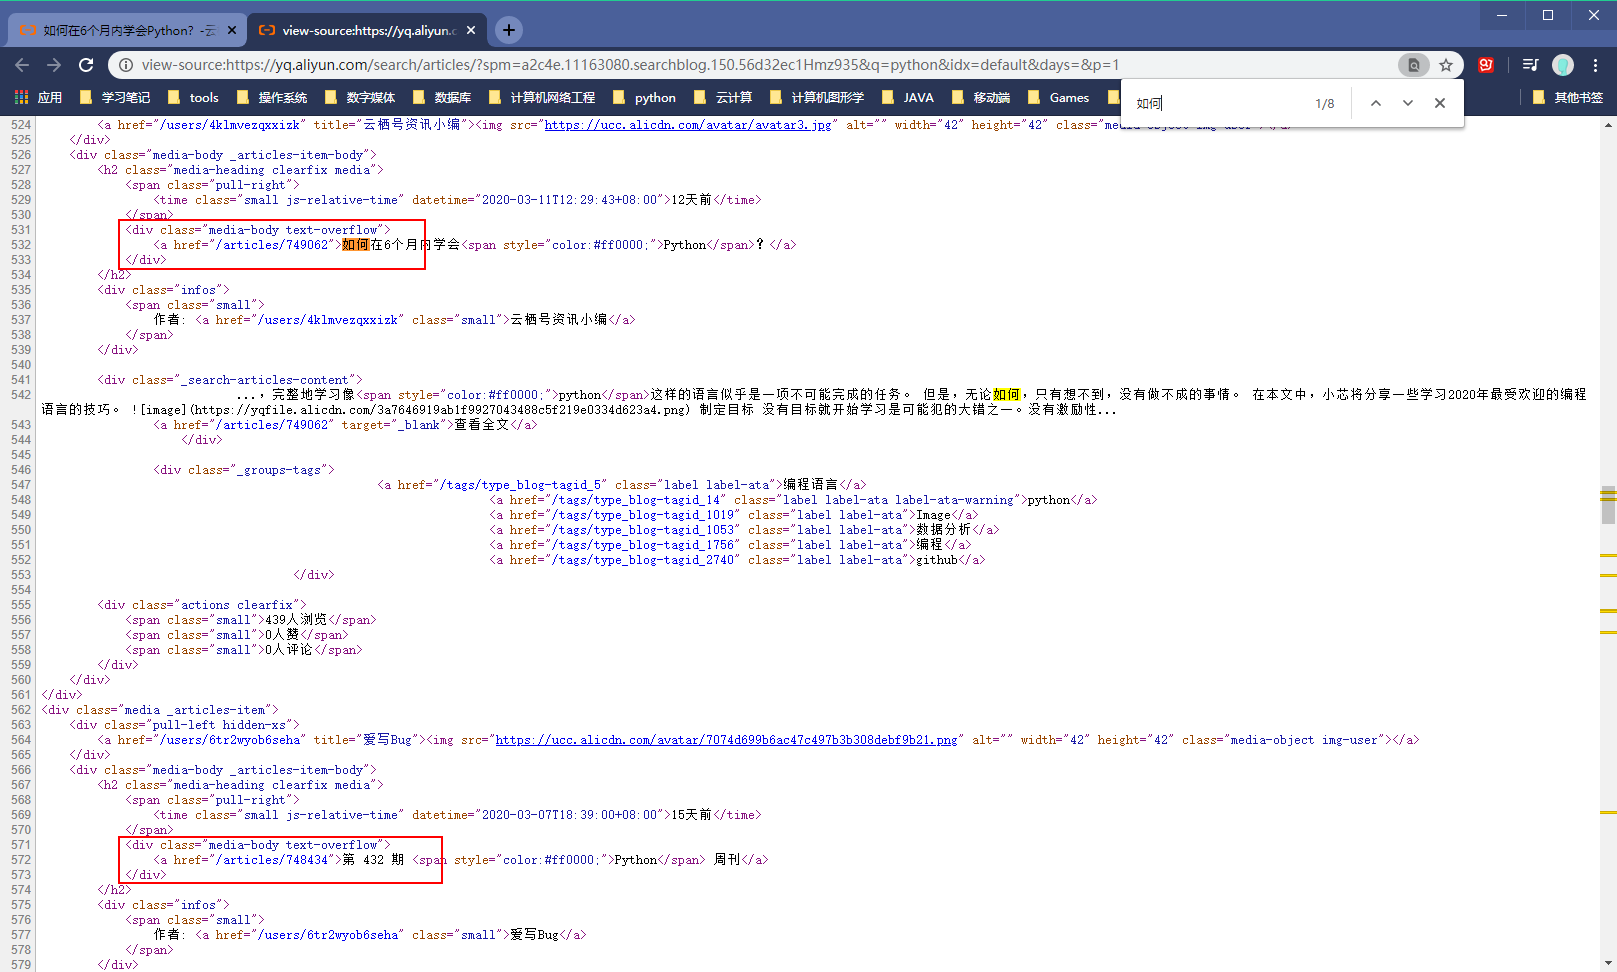 如何在6个月内学会Python？-云
view-source:https://yq.aliyun.c
view-source:https://yq.aliyun.com/search/articles/?spm=a2c4e.11163080.searchblog.150.56d32ec1Hmz935&q=python&idx=default&days=&p=1
应用 学习笔记 tools 操作系统 数字媒体 数据库 计算机网络工程 python 云计算 计算机图形学 JAVA 移动端 Games 其他书签
如何 1/8
524 <a href="/users/4klmvezqxxizk" title="云栖号资讯小编"><img src="https://ucc.alicdn.com/avatar/avatar3.jpg" alt="" width="42" height="42" class="media-object img-user"></a>
525 </div>
526 <div class="media-body _articles-item-body">
527 <h2 class="media-heading clearfix media">
528 <span class="pull-right">
529 <time class="small js-relative-time" datetime="2020-03-11T12:29:43+08:00">12天前</time>
530 </span>
531 <div class="media-body text-overflow">
532 <a href="/articles/749062">如何在6个月内学会<span style="color:#ff0000;">Python</span>？</a>
533 </div>
534 </h2>
535 <div class="infos">
536 <span class="small">
537 作者: <a href="/users/4klmvezqxxizk" class="small">云栖号资讯小编</a>
538 </span>
539 </div>
540
541 <div class="_search-articles-content">
542 ...，完整地学习像<span style="color:#ff0000;">python</span>这样的语言似乎是一项不可能完成的任务。 但是，无论如何，只有想不到，没有做不成的事情。 在本文中，小芯将分享一些学习2020年最受欢迎的编程
语言的技巧。 ![image](https://yqfile.alicdn.com/3a7646919ab1f9927043488c5f219e0334d623a4.png) 制定目标 没有目标就开始学习是可能犯的大错之一。没有激励性...
543 <a href="/articles/749062" target="_blank">查看全文</a>
544 </div>
545
546 <div class="_groups-tags">
547 <a href="/tags/type_blog-tagid_5" class="label label-ata">编程语言</a>
548 <a href="/tags/type_blog-tagid_14" class="label label-ata label-ata-warning">python</a>
549 <a href="/tags/type_blog-tagid_1019" class="label label-ata">Image</a>
550 <a href="/tags/type_blog-tagid_1053" class="label label-ata">数据分析</a>
551 <a href="/tags/type_blog-tagid_1756" class="label label-ata">编程</a>
552 <a href="/tags/type_blog-tagid_2740" class="label label-ata">github</a>
553 </div>
554
555 <div class="actions clearfix">
556 <span class="small">439人浏览</span>
557 <span class="small">0人赞</span>
558 <span class="small">0人评论</span>
559 </div>
560 </div>
561 </div>
562 <div class="media _articles-item">
563 <div class="pull-left hidden-xs">
564 <a href="/users/6tr2wyob6seha" title="爱写Bug"><img src="https://ucc.alicdn.com/avatar/7074d699b6ac47c497b3b308debf9b21.png" alt="" width="42" height="42" class="media-object img-user"></a>
565 </div>
566 <div class="media-body _articles-item-body">
567 <h2 class="media-heading clearfix media">
568 <span class="pull-right">
569 <time class="small js-relative-time" datetime="2020-03-07T18:39:00+08:00">15天前</time>
570 </span>
571 <div class="media-body text-overflow">
572 <a href="/articles/748434">第 432 期 <span style="color:#ff0000;">Python</span> 周刊</a>
573 </div>
574 </h2>
575 <div class="infos">
576 <span class="small">
577 作者: <a href="/users/6tr2wyob6seha" class="small">爱写Bug</a>
578 </span>
579 </div>